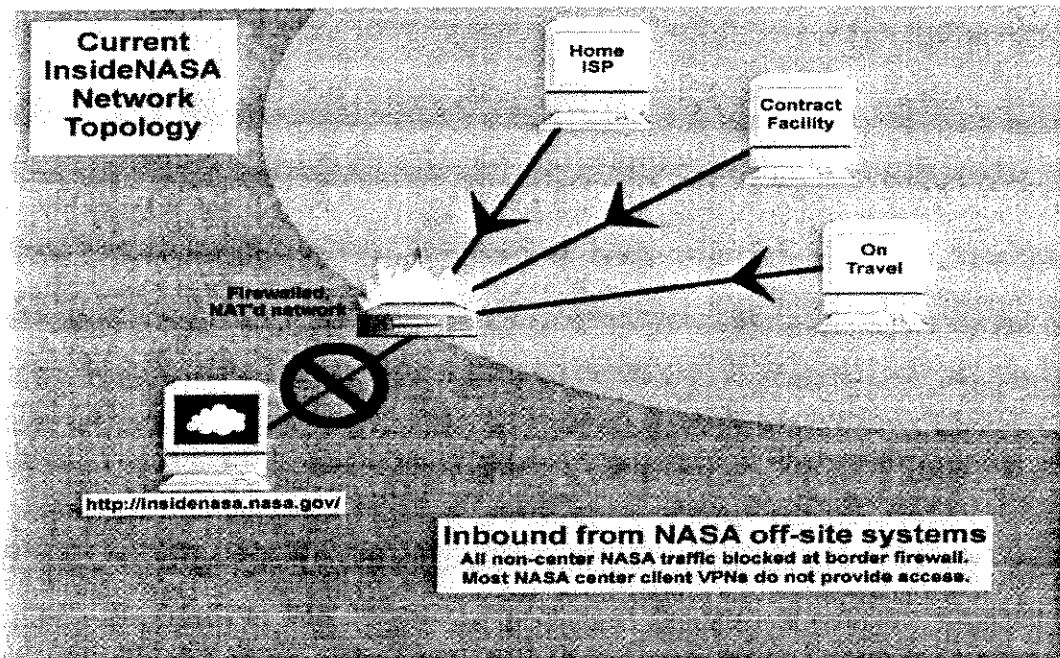 Current
InsideNASA
Network
Topology
Home
ISP
Contract
Facility
On
Travel
Firewalled,
NAT'd network
http://insidenasa.nasa.gov/
Inbound from NASA off-site systems
All non-center NASA traffic blocked at border firewall.
Most NASA center client VPNs do not provide access.